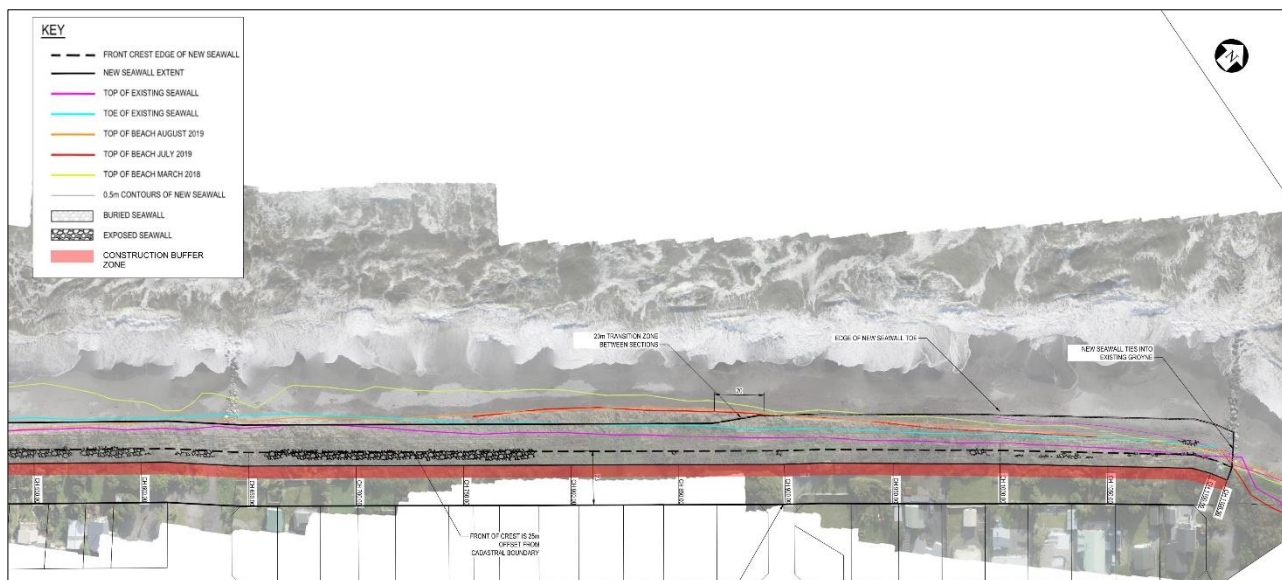 KEY
FRONT CREST EDGE OF NEW SEAWALL
NEW SEAWALL EXTENT
TOP OF EXISTING SEAWALL
TOE OF EXISTING SEAWALL
TOP OF BEACH AUGUST 2019
TOP OF BEACH JULY 2019
TOP OF BEACH MARCH 2018
0.5m CONTOURS OF NEW SEAWALL
BURIED SEAWALL
EXPOSED SEAWALL
CONSTRUCTION BUFFER
ZONE
N
20m TRANSITION ZONE
BETWEEN SECTIONS
EDGE OF NEW SEAWALL TOE
NEW SEAWALL TIES INTO
EXISTING GROYNE
20
FRONT OF CREST IS 25m
OFFSET FROM
CADASTRAL BOUNDARY